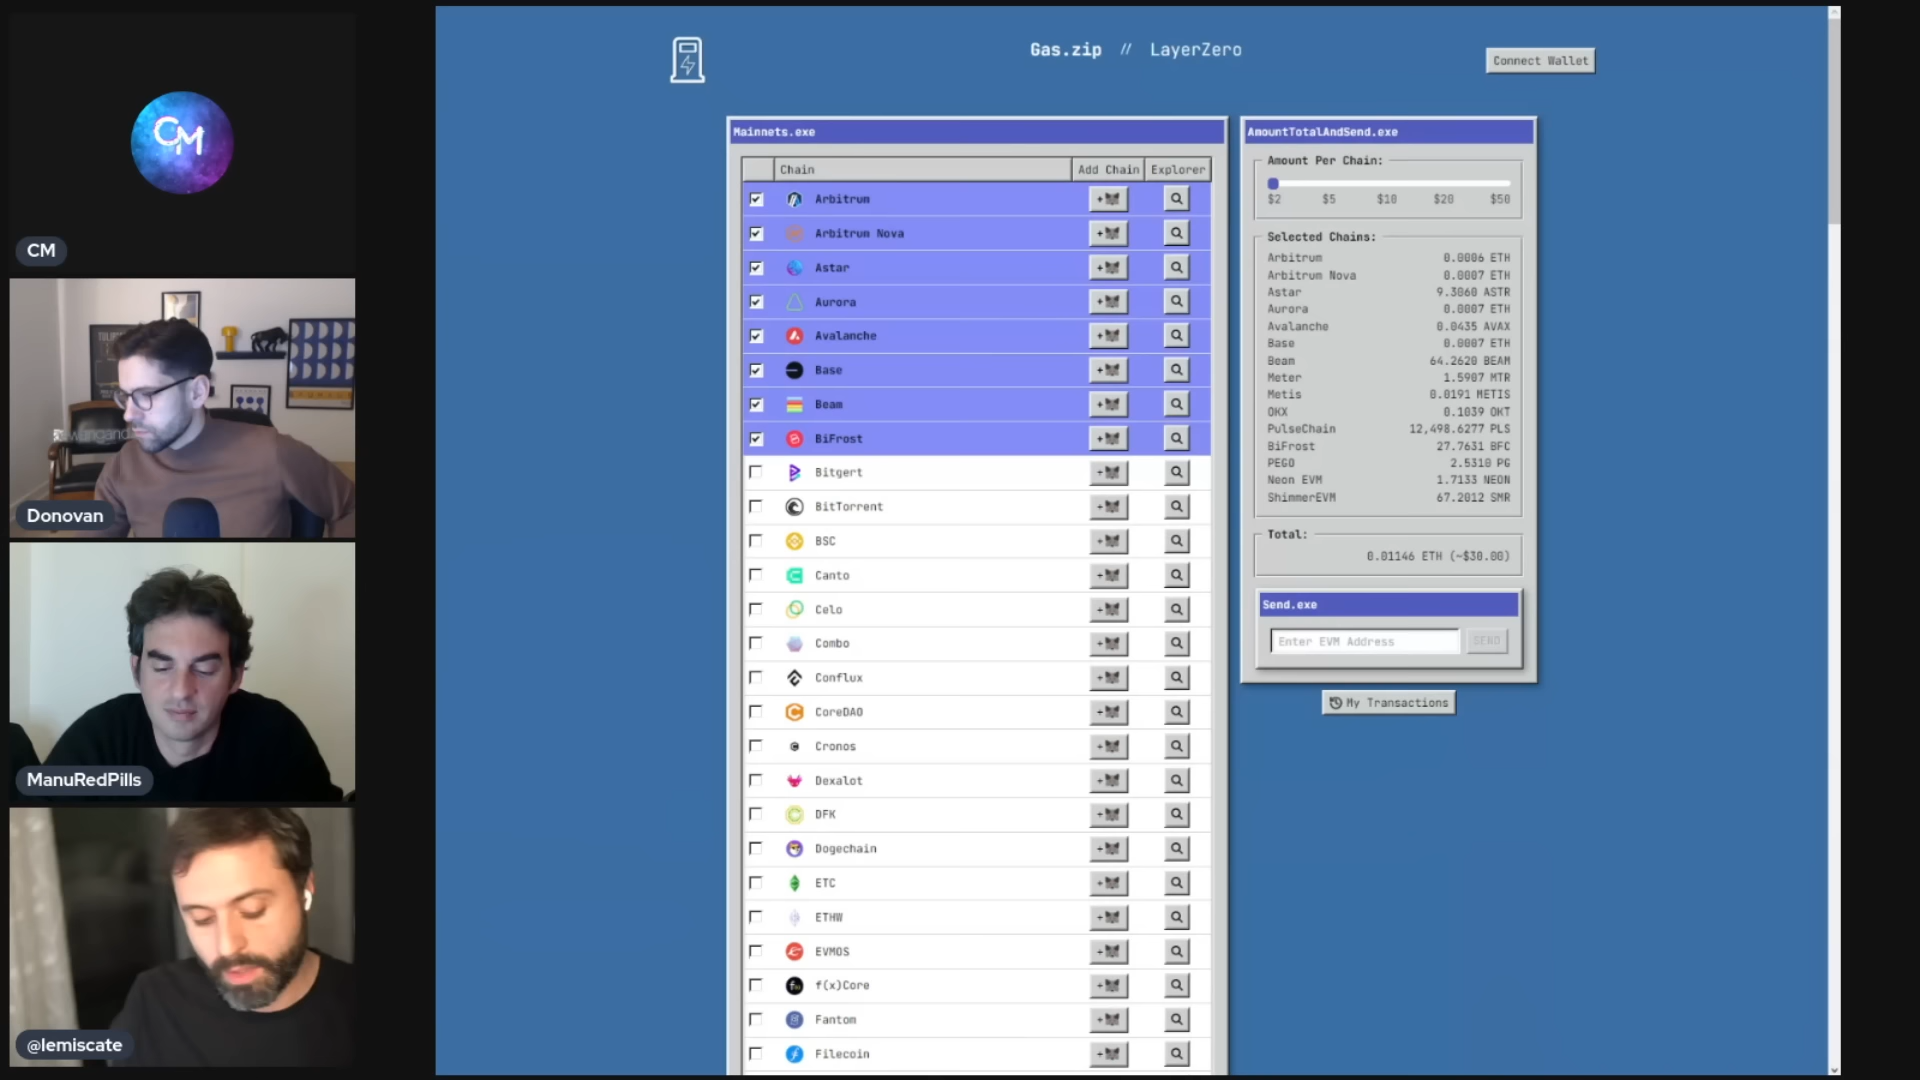 CM
CM
Donovan
ManuRedPills
@lemiscate
Gas.zip // LayerZero
Connect Wallet
Mainnets.exe
Chain Add Chain Explorer
Arbitrum
Arbitrum Nova
Astar
Aurora
Avalanche
Base
Beam
BiFrost
Bitgert
BitTorrent
BSC
Canto
Celo
Combo
Conflux
CoreDAO
Cronos
Dexalot
DFK
Dogechain
ETC
ETHW
EVMOS
f(x)Core
Fantom
Filecoin
AmountTotalAndSend.exe
Amount Per Chain:
$2 $5 $10 $20 $50
Selected Chains:
Arbitrum 0.0006 ETH
Arbitrum Nova 0.0007 ETH
Astar 9.3060 ASTR
Aurora 0.0007 ETH
Avalanche 0.0435 AVAX
Base 0.0007 ETH
Beam 64.2620 BEAM
Meter 1.5907 MTR
Metis 0.0191 METIS
OKX 0.1039 OKT
PulseChain 12,498.6277 PLS
BiFrost 27.7631 BFC
PEGO 2.5310 PG
Neon EVM 1.7133 NEON
ShimmerEVM 67.2012 SMR
Total:
0.01146 ETH (~$30.00)
Send.exe
Enter EVM Address SEND
My Transactions